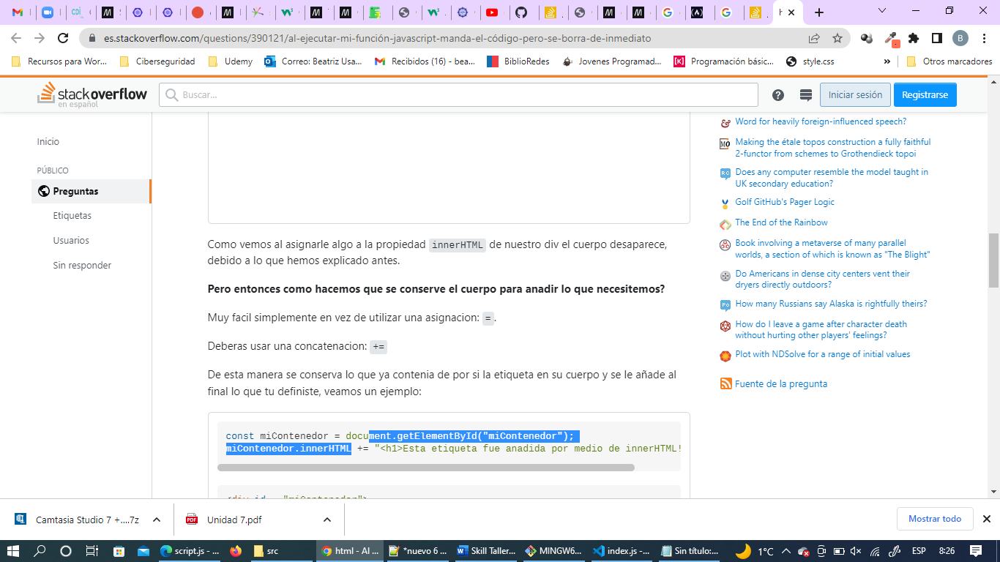 es.stackoverflow.com/questions/390121/al-ejecutar-mi-función-javascript-manda-el-código-pero-se-borra-de-inmediato
B
Recursos para Wor...
Ciberseguridad
Udemy
Correo: Beatriz Usa...
Recibidos (16) - bea...
BiblioRedes
Jovenes Programad...
Programación básic...
style.css
»
Otros marcadores
stackoverflow
en español
Buscar...
Iniciar sesión
Registrarse
Inicio
PÚBLICO
Preguntas
Etiquetas
Usuarios
Sin responder
Como vemos al asignarle algo a la propiedad innerHTML de nuestro div el cuerpo desaparece,
debido a lo que hemos explicado antes.
Pero entonces como hacemos que se conserve el cuerpo para anadir lo que necesitemos?
Muy facil simplemente en vez de utilizar una asignacion: =.
Deberas usar una concatenacion: +=
De esta manera se conserva lo que ya contenia de por si la etiqueta en su cuerpo y se le añade al
final lo que tu definiste, veamos un ejemplo:
const miContenedor = document.getElementById("miContenedor");
miContenedor.innerHTML += "<h1>Esta etiqueta fue anadida por medio de innerHTML!
<div id = "miContenedor">
Word for heavily foreign-influenced speech?
Making the étale topos construction a fully faithful
2-functor from schemes to Grothendieck topoi
Does any computer resemble the model taught in
UK secondary education?
Golf GitHub's Pager Logic
The End of the Rainbow
Book involving a metaverse of many parallel
worlds, a section of which is known as "The Blight"
Do Americans in dense city centers vent their
dryers directly outdoors?
How many Russians say Alaska is rightfully theirs?
How do I leave a game after character death
without hurting other players' feelings?
Plot with NDSolve for a range of initial values
Fuente de la pregunta
Camtasia Studio 7 +....7z
Unidad 7.pdf
Mostrar todo
script.js - ...
src
html - Al ...
*nuevo 6 ...
Skill Taller...
MINGW6...
index.js -...
Sin título:...
1°C
ESP
8:26